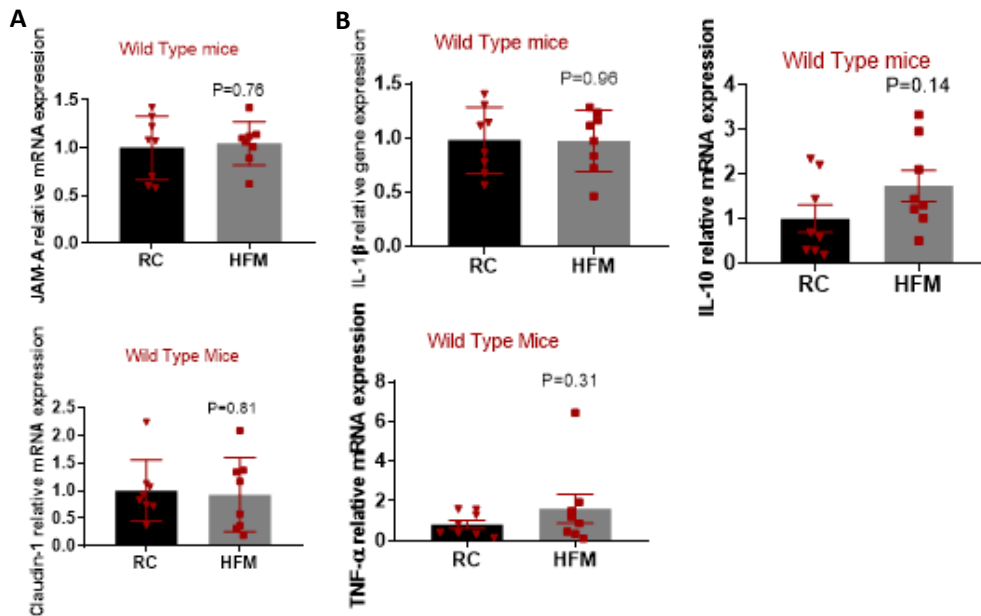 A
Wild Type mice
P=0.76
JAM-A relative mRNA expression
1.5
1.0
0.5
0.0
RC HFM
Wild Type Mice
P=0.81
Claudin-1 relative mRNA expression
2.5
2.0
1.5
1.0
0.5
0.0
RC HFM
B
Wild Type mice
P=0.96
IL-1β relative gene expression
1.5
1.0
0.5
0.0
RC HFM
Wild Type mice
P=0.14
IL-10 relative mRNA expression
4
3
2
1
0
RC HFM
Wild Type Mice
P=0.31
TNF-α relative mRNA expression
8
6
4
2
0
RC HFM